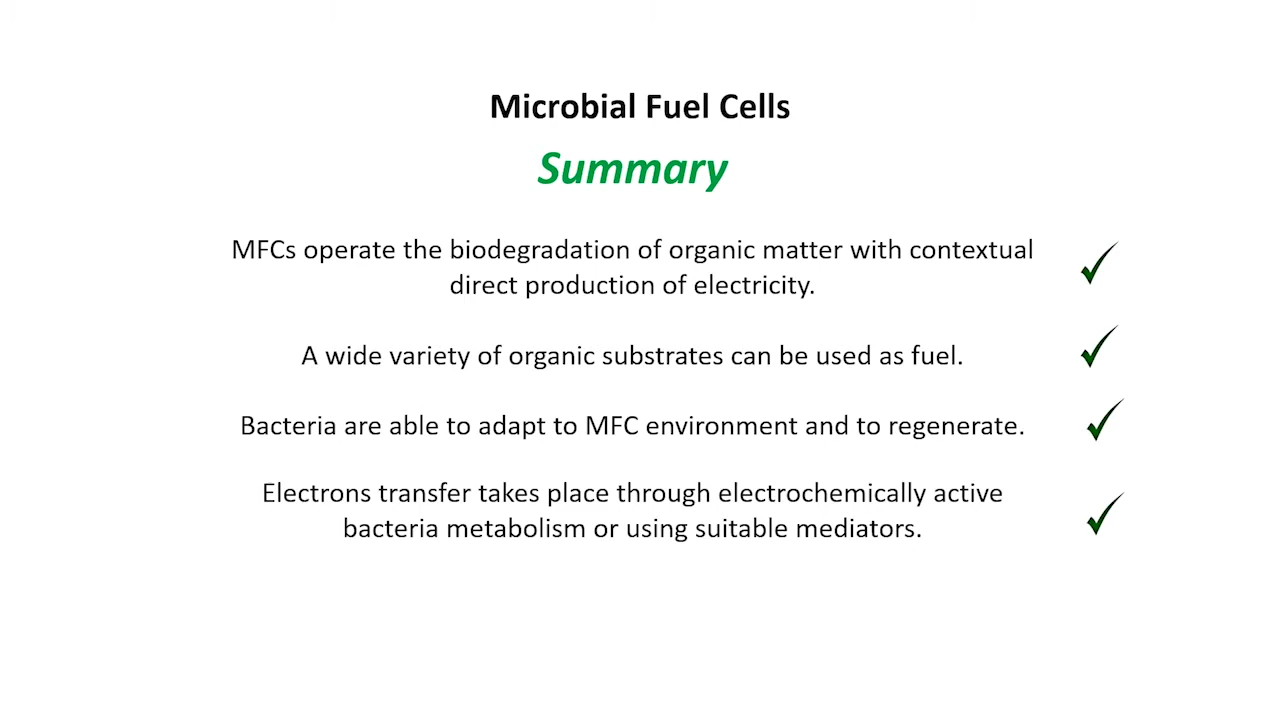 Microbial Fuel Cells
Summary
MFCs operate the biodegradation of organic matter with contextual
direct production of electricity.
A wide variety of organic substrates can be used as fuel.
Bacteria are able to adapt to MFC environment and to regenerate.
Electrons transfer takes place through electrochemically active
bacteria metabolism or using suitable mediators.